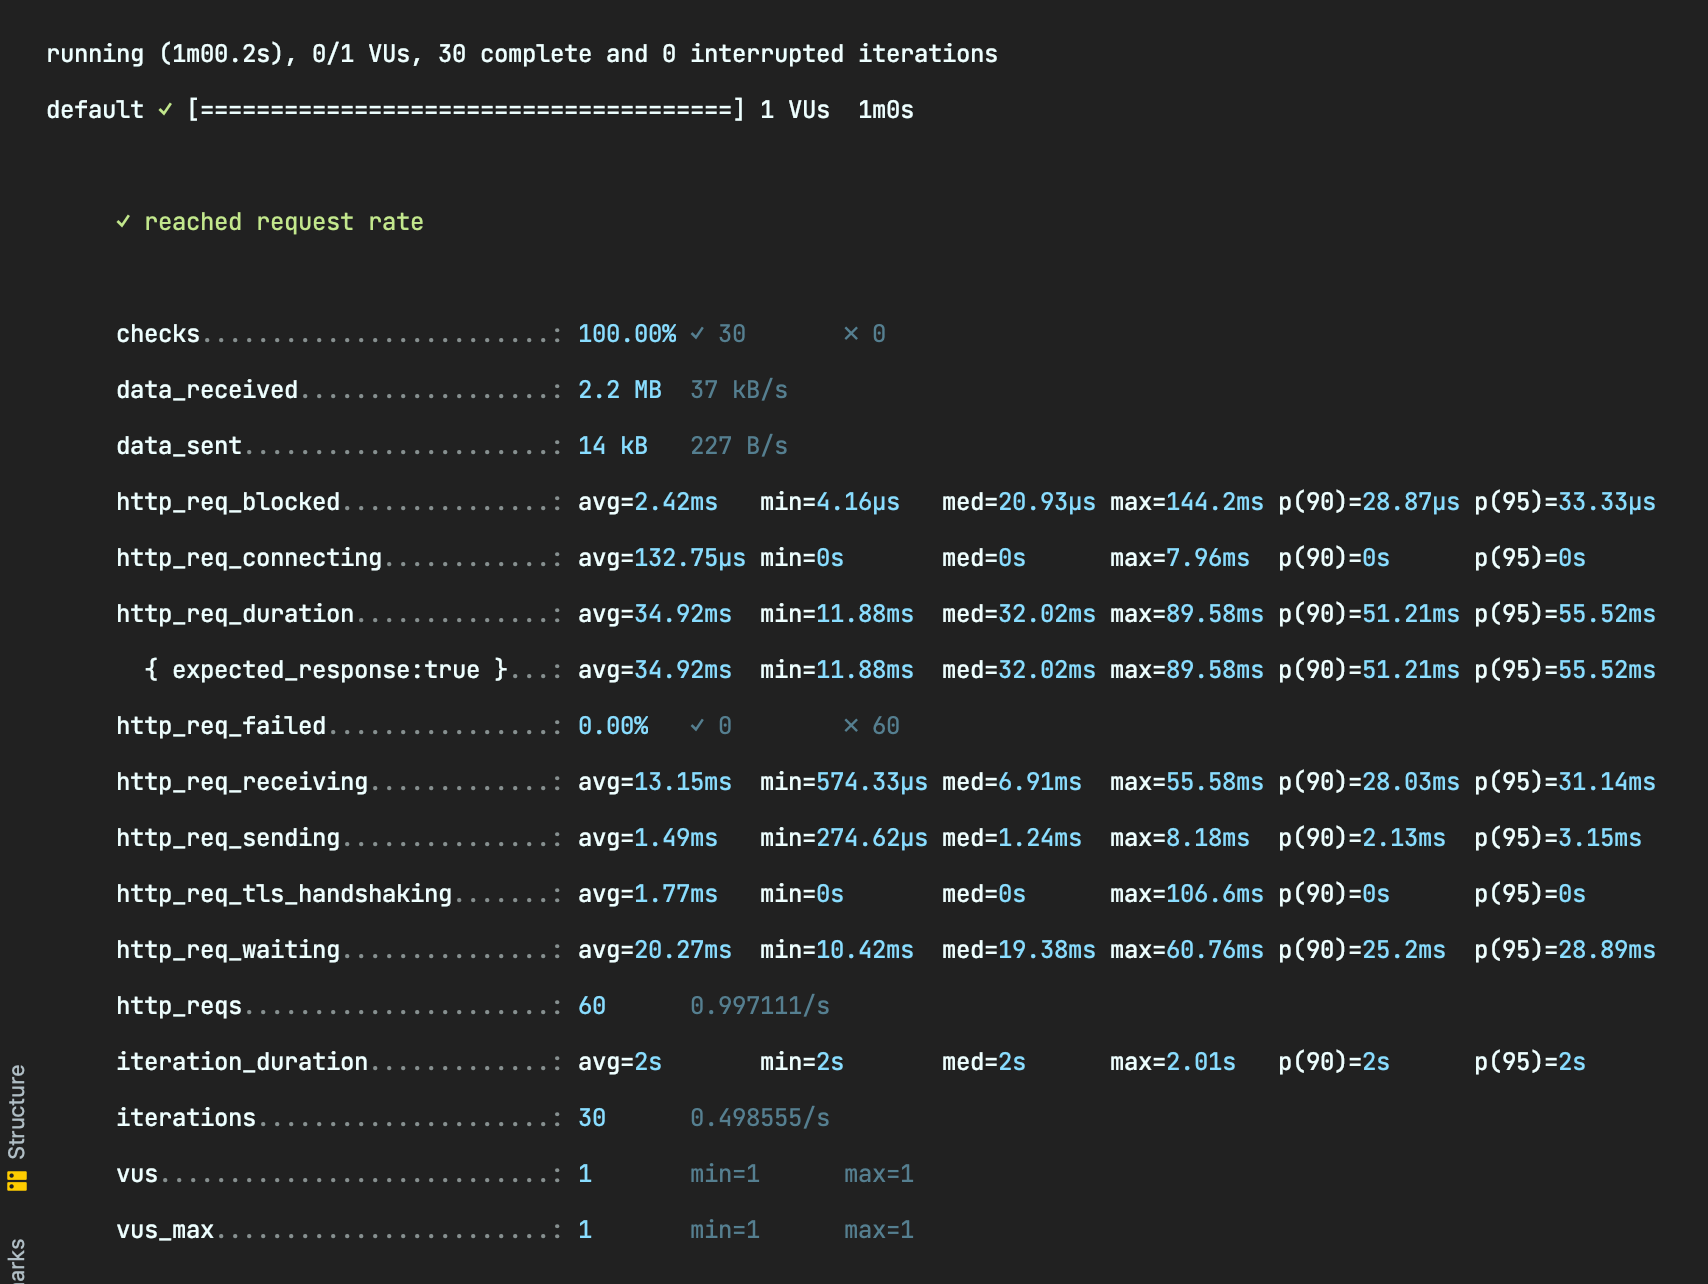 running (1m00.2s), 0/1 VUs, 30 complete and 0 interrupted iterations
default ✓ [======================================] 1 VUs  1m0s
✓ reached request rate
checks.........................: 100.00% ✓ 30       ✗ 0
data_received..................: 2.2 MB  37 kB/s
data_sent......................: 14 kB   227 B/s
http_req_blocked...............: avg=2.42ms   min=4.16µs   med=20.93µs max=144.2ms p(90)=28.87µs p(95)=33.33µs
http_req_connecting............: avg=132.75µs min=0s       med=0s      max=7.96ms  p(90)=0s      p(95)=0s
http_req_duration..............: avg=34.92ms  min=11.88ms  med=32.02ms max=89.58ms p(90)=51.21ms p(95)=55.52ms
{ expected_response:true }...: avg=34.92ms  min=11.88ms  med=32.02ms max=89.58ms p(90)=51.21ms p(95)=55.52ms
http_req_failed................: 0.00%   ✓ 0        ✗ 60
http_req_receiving.............: avg=13.15ms  min=574.33µs med=6.91ms  max=55.58ms p(90)=28.03ms p(95)=31.14ms
http_req_sending...............: avg=1.49ms   min=274.62µs med=1.24ms  max=8.18ms  p(90)=2.13ms  p(95)=3.15ms
http_req_tls_handshaking.......: avg=1.77ms   min=0s       med=0s      max=106.6ms p(90)=0s      p(95)=0s
http_req_waiting...............: avg=20.27ms  min=10.42ms  med=19.38ms max=60.76ms p(90)=25.2ms  p(95)=28.89ms
http_reqs......................: 60      0.997111/s
iteration_duration.............: avg=2s       min=2s       med=2s      max=2.01s   p(90)=2s      p(95)=2s
iterations.....................: 30      0.498555/s
vus............................: 1       min=1      max=1
vus_max........................: 1       min=1      max=1
Structure